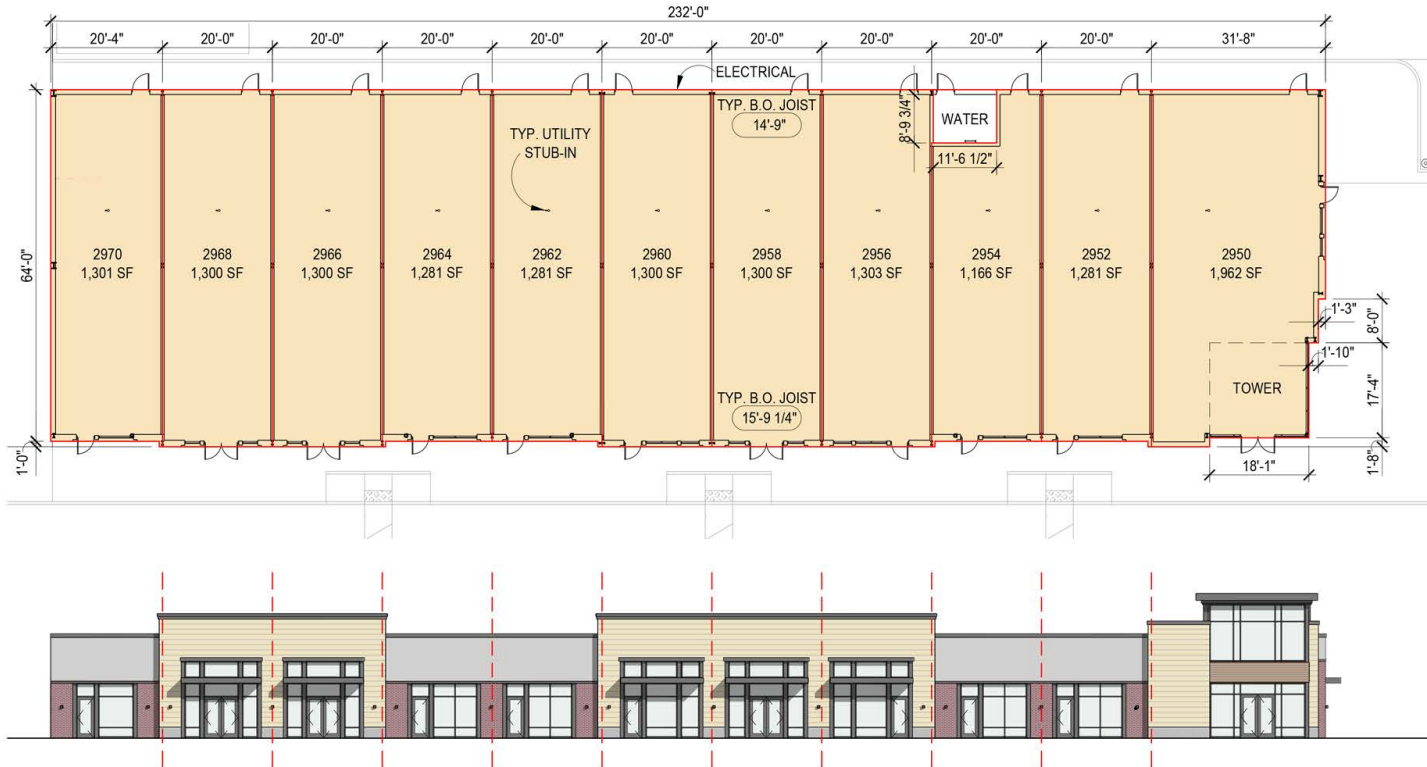 232'-0"
20'-4"
20'-0"
20'-0"
20'-0"
20'-0"
20'-0"
20'-0"
20'-0"
20'-0"
20'-0"
31'-8"
ELECTRICAL
TYP. B.O. JOIST
14'-9"
8'-9 3/4"
WATER
TYP. UTILITY
STUB-IN
11'-6 1/2"
64'-0"
2970
1,301 SF
2968
1,300 SF
2966
1,300 SF
2964
1,281 SF
2962
1,281 SF
2960
1,300 SF
2958
1,300 SF
2956
1,303 SF
2954
1,166 SF
2952
1,281 SF
2950
1,962 SF
1'-3"
8'-0"
1'-10"
TOWER
17'-4"
TYP. B.O. JOIST
15'-9 1/4"
1'-0"
18'-1"
1'-8"